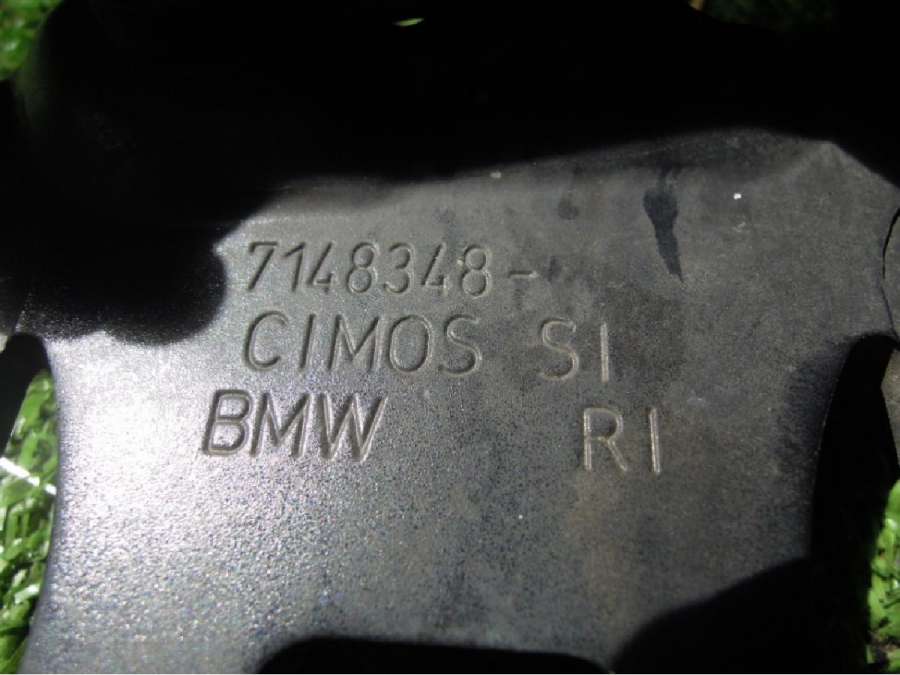 7148348-
CIMOS SI
BMW RI